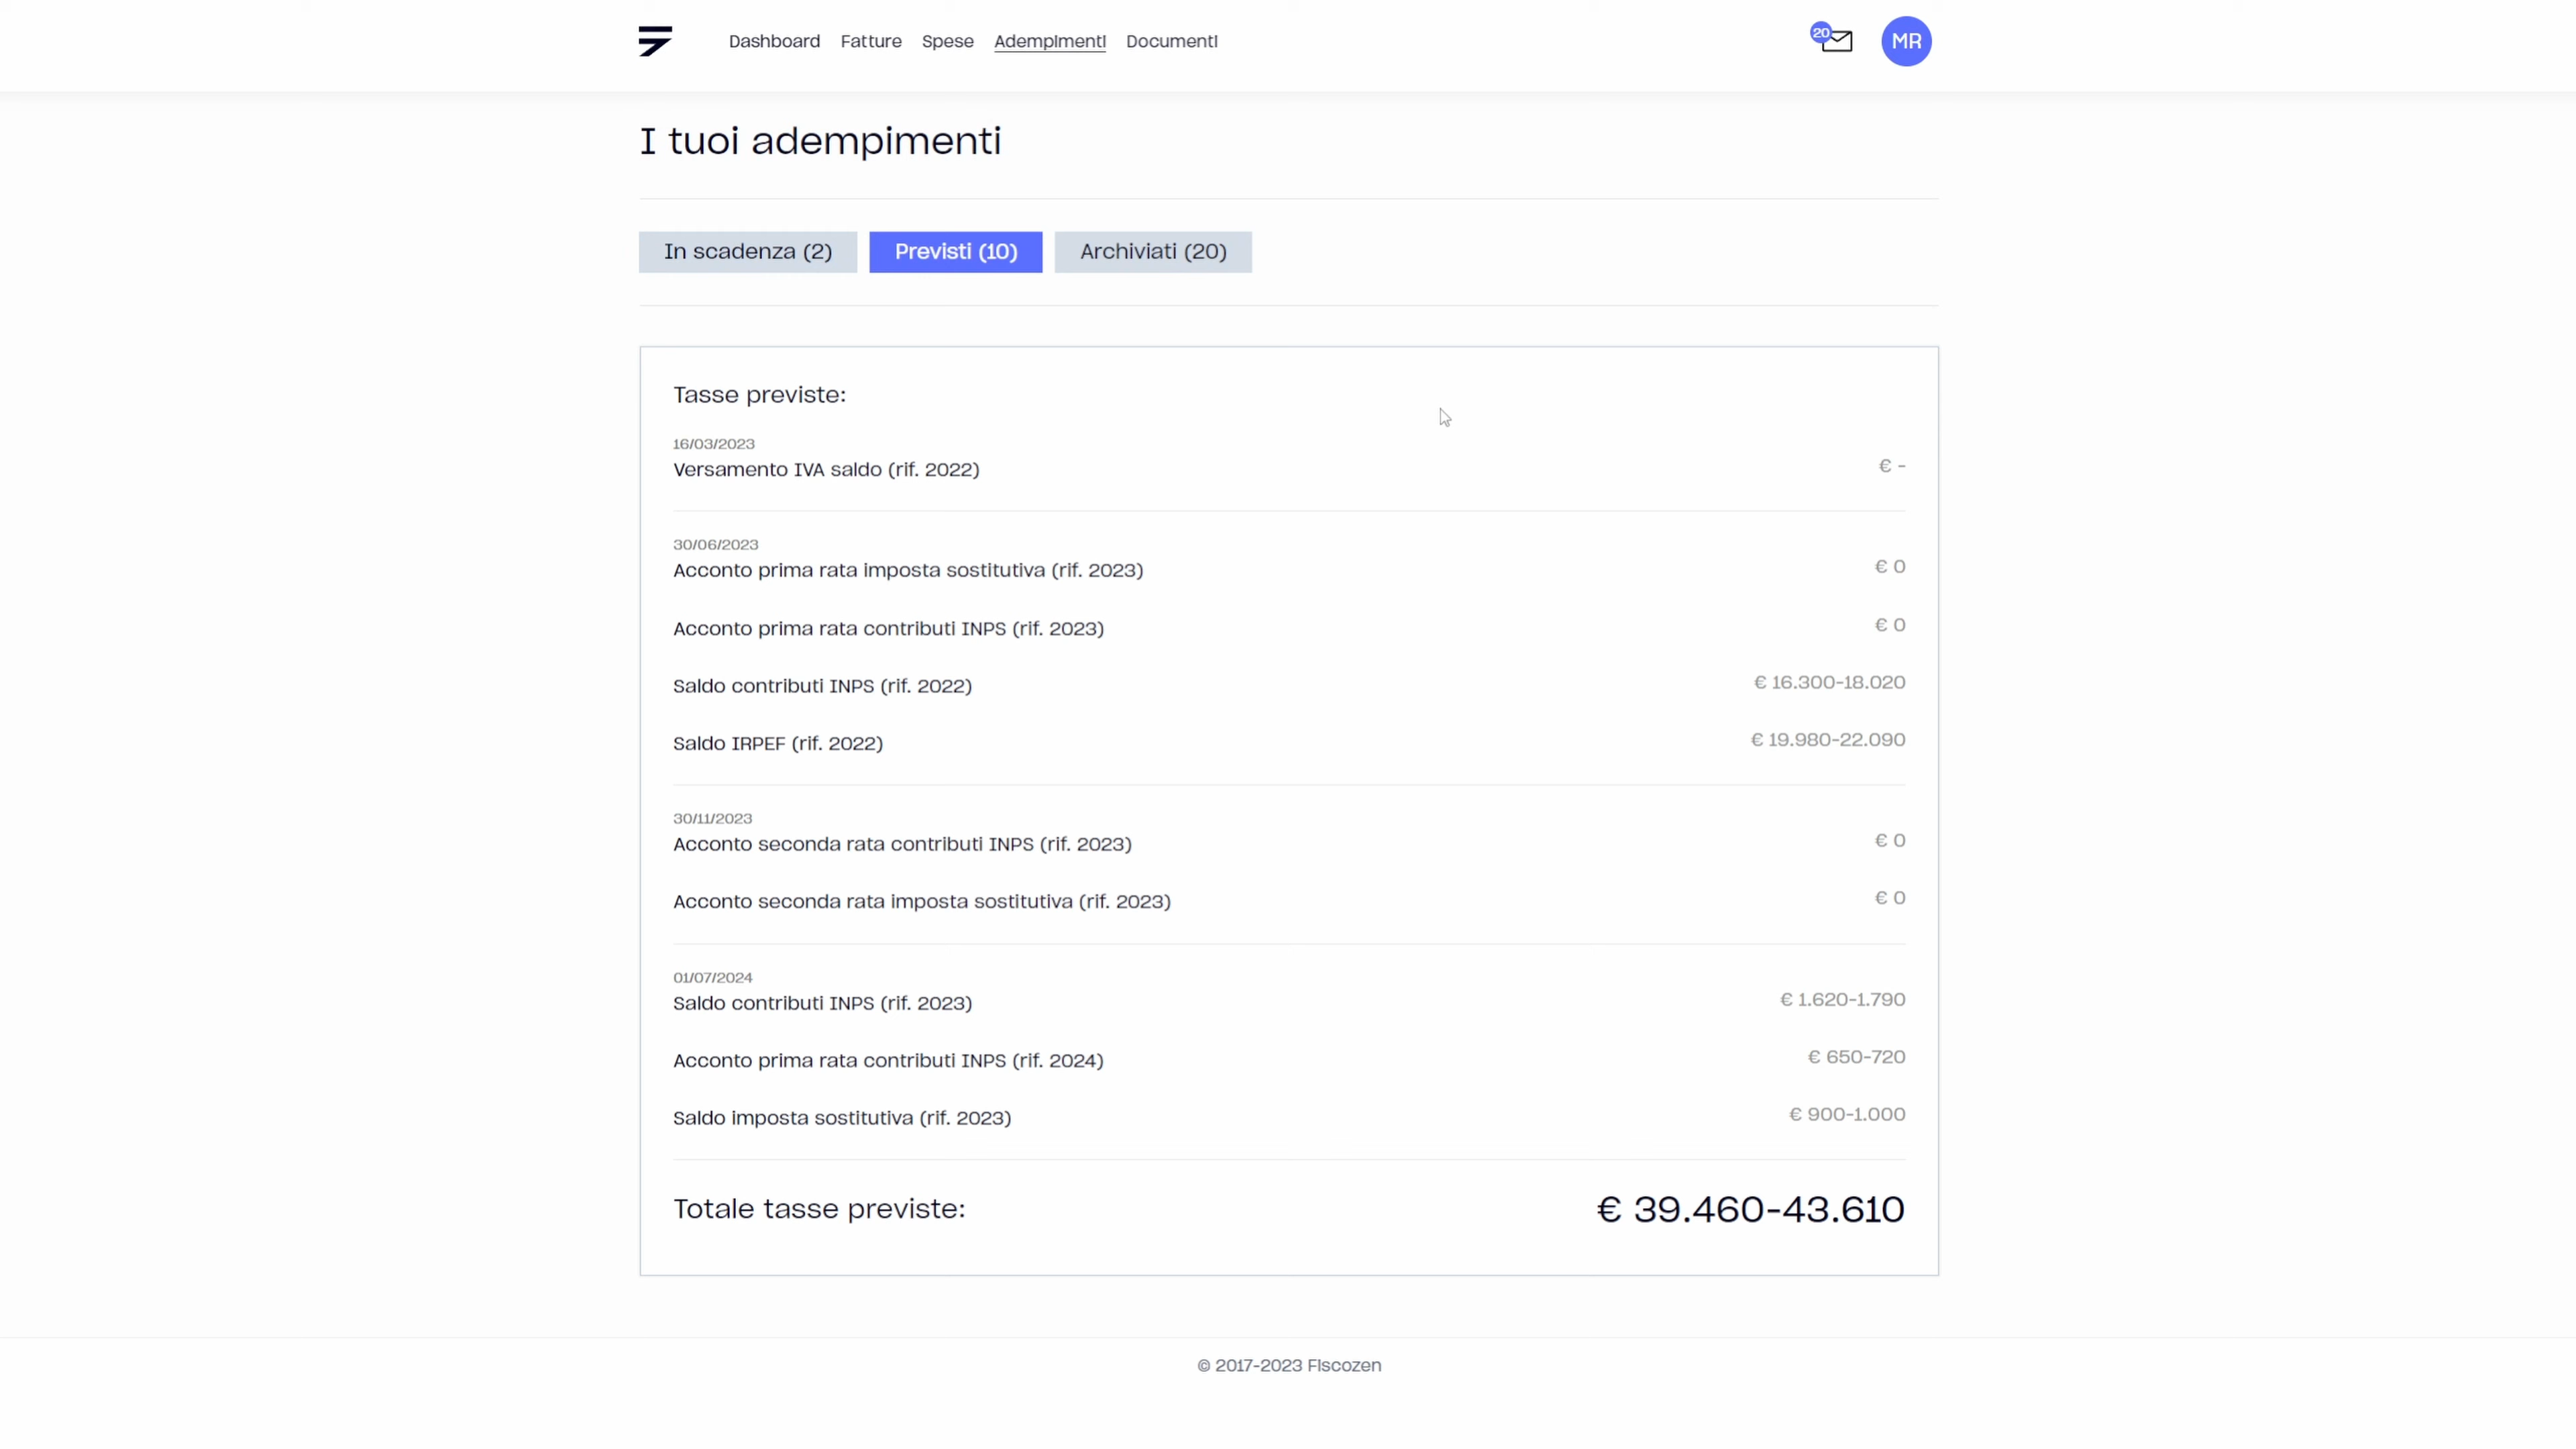 Dashboard Fatture Spese Adempimenti Documenti
20
MR
I tuoi adempimenti
In scadenza (2) Previsti (10) Archiviati (20)
Tasse previste:
16/03/2023
Versamento IVA saldo (rif. 2022) € -
30/06/2023
Acconto prima rata imposta sostitutiva (rif. 2023) € 0
Acconto prima rata contributi INPS (rif. 2023) € 0
Saldo contributi INPS (rif. 2022) € 16.300-18.020
Saldo IRPEF (rif. 2022) € 19.980-22.090
30/11/2023
Acconto seconda rata contributi INPS (rif. 2023) € 0
Acconto seconda rata imposta sostitutiva (rif. 2023) € 0
01/07/2024
Saldo contributi INPS (rif. 2023) € 1.620-1.790
Acconto prima rata contributi INPS (rif. 2024) € 650-720
Saldo imposta sostitutiva (rif. 2023) € 900-1.000
Totale tasse previste: € 39.460-43.610
© 2017-2023 Fiscozen